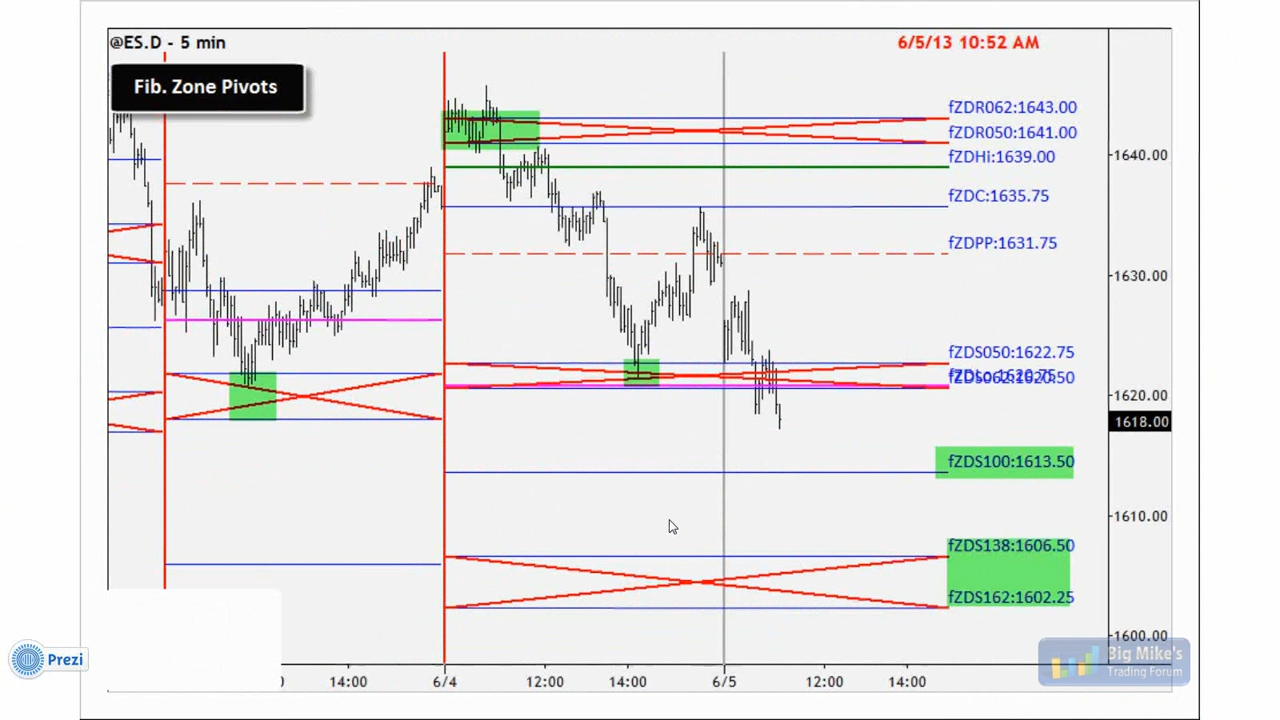 @ES.D - 5 min
6/5/13 10:52 AM
Fib. Zone Pivots
fZDR062:1643.00
fZDR050:1641.00
fZDHi:1639.00
fZDC:1635.75
fZDPP:1631.75
fZDS050:1622.75
fZDS100:1613.50
fZDS138:1606.50
fZDS162:1602.25
1640.00
1630.00
1620.00
1618.00
1610.00
1600.00
14:00
6/4
12:00
14:00
6/5
12:00
14:00
Prezi
Big Mike's
Trading Forum